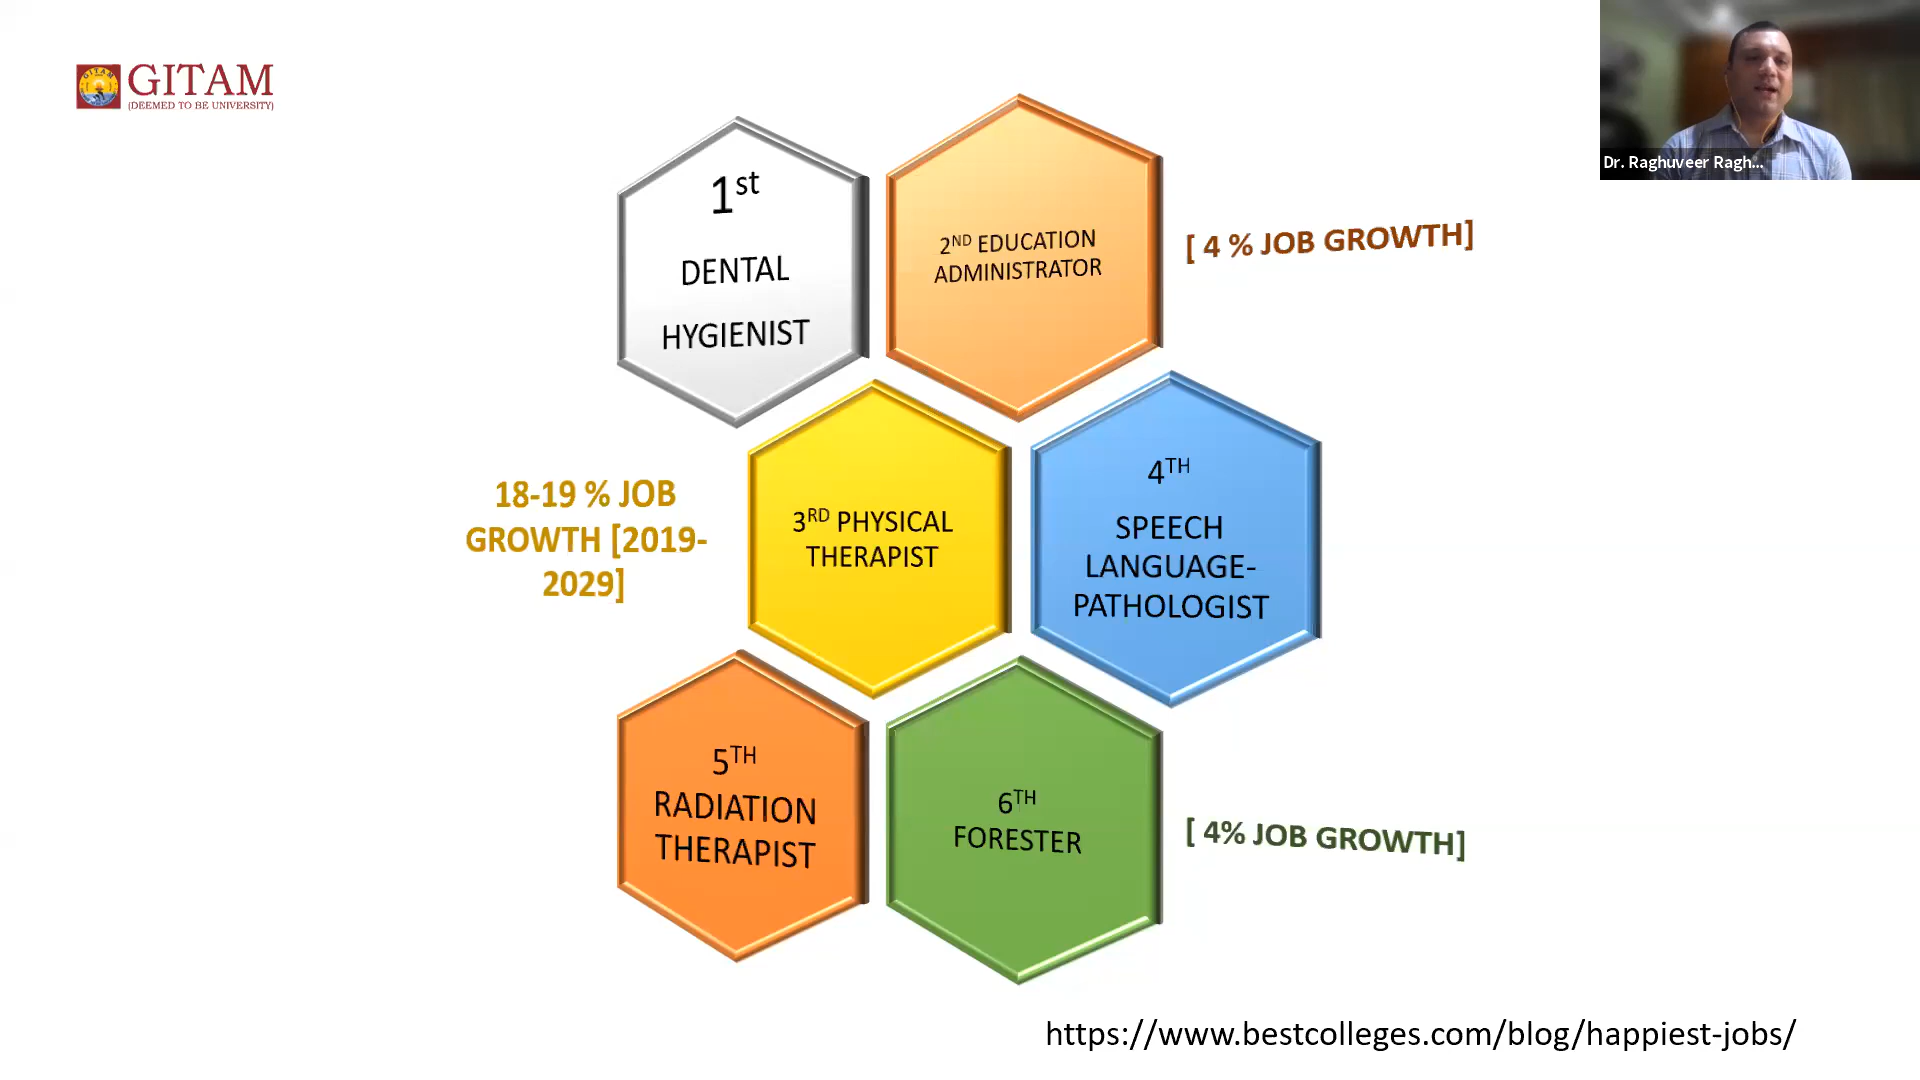 GITAM
(DEEMED TO BE UNIVERSITY)
Dr. Raghuveer Ragh...
1st
DENTAL
HYGIENIST
2ND EDUCATION
ADMINISTRATOR
[ 4 % JOB GROWTH]
18-19 % JOB
GROWTH [2019-
2029]
3RD PHYSICAL
THERAPIST
4TH
SPEECH
LANGUAGE-
PATHOLOGIST
5TH
RADIATION
THERAPIST
6TH
FORESTER
[ 4% JOB GROWTH]
https://www.bestcolleges.com/blog/happiest-jobs/